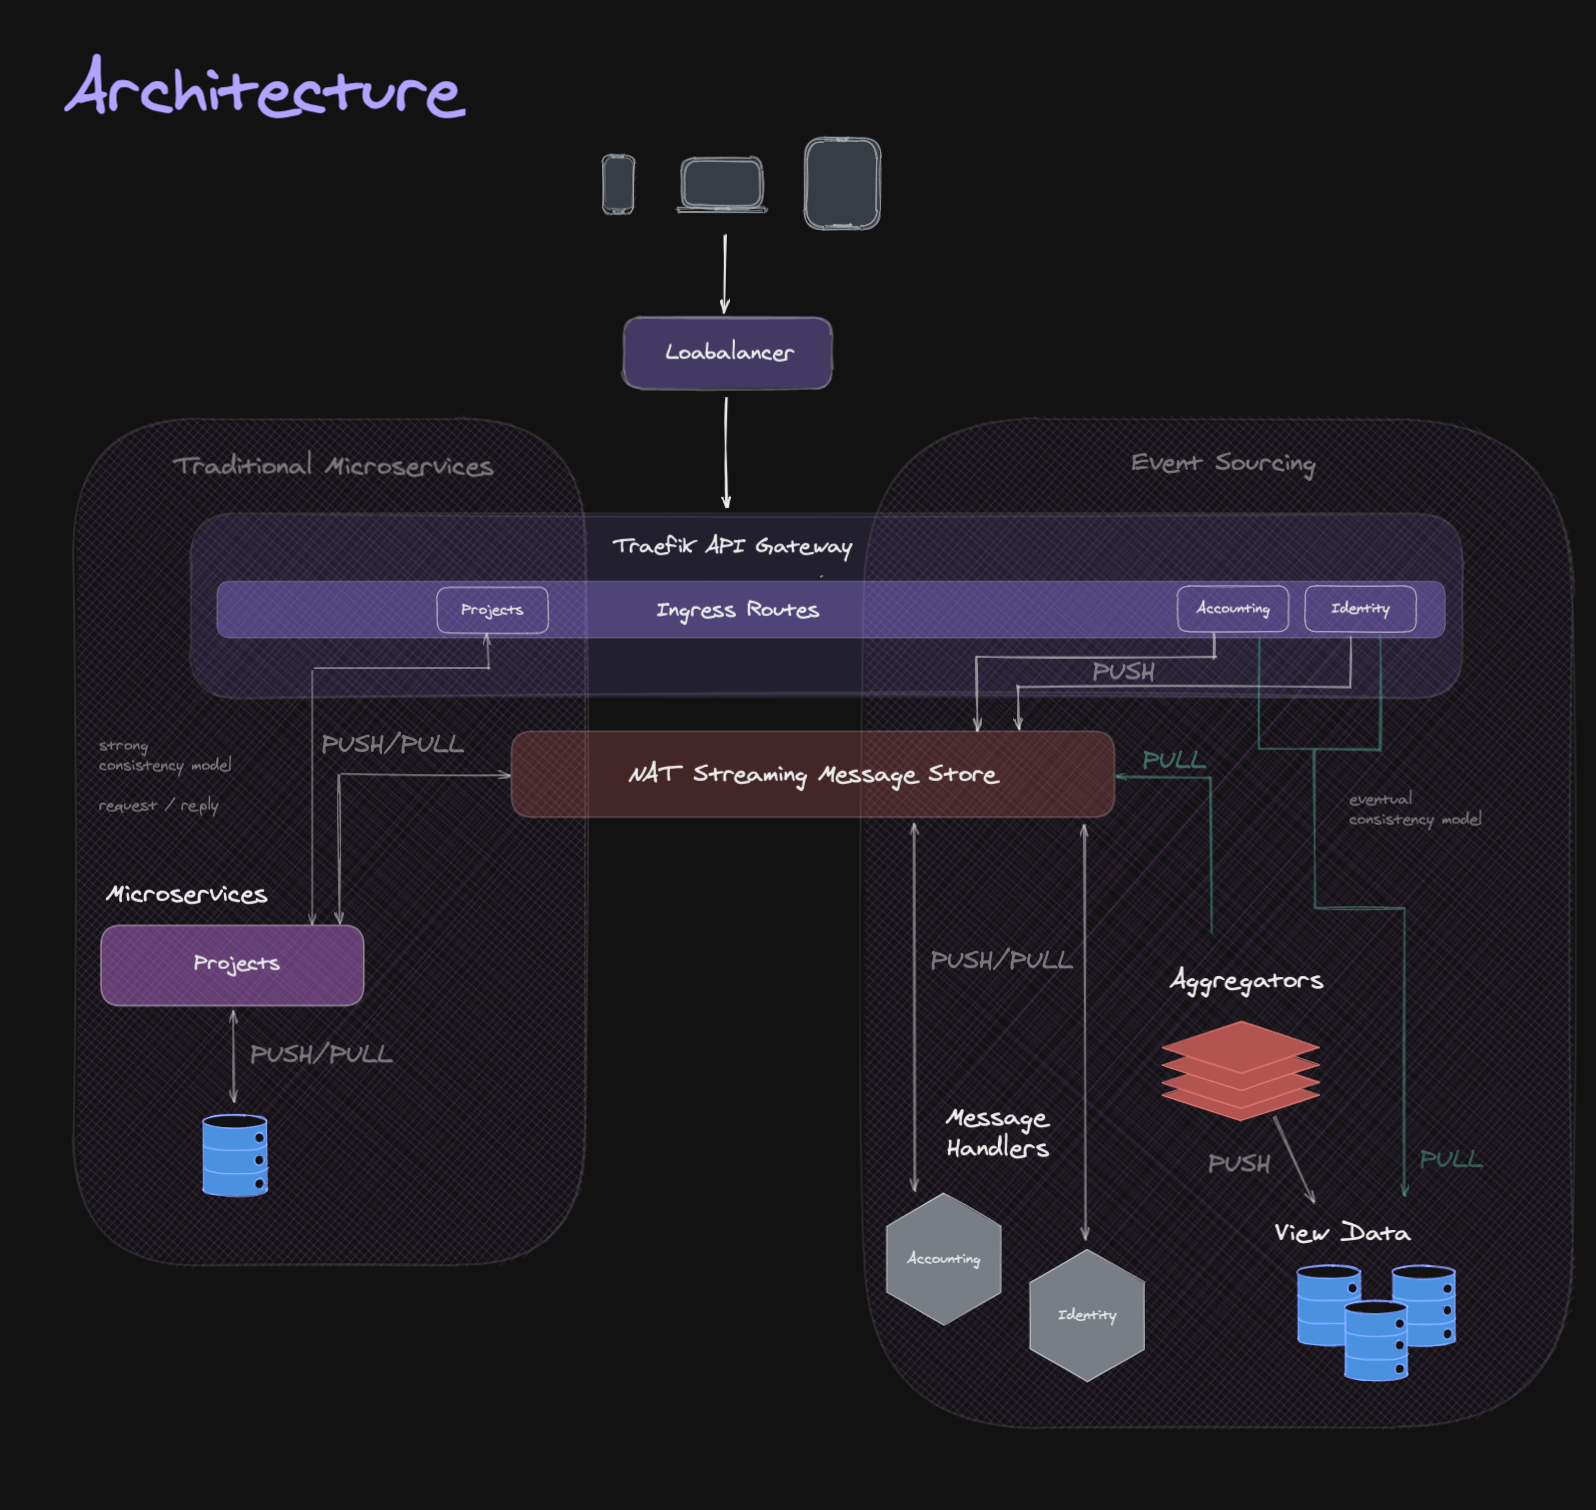 Architecture
Loabalancer
Traditional Microservices
Event Sourcing
Traefik API Gateway
Projects
Ingress Routes
Accounting
Identity
PUSH
strong
consistency model
request / reply
PUSH/PULL
NAT Streaming Message Store
PULL
eventual
consistency model
Microservices
Projects
PUSH/PULL
PUSH/PULL
Aggregators
Message
Handlers
PUSH
PULL
View Data
Accounting
Identity